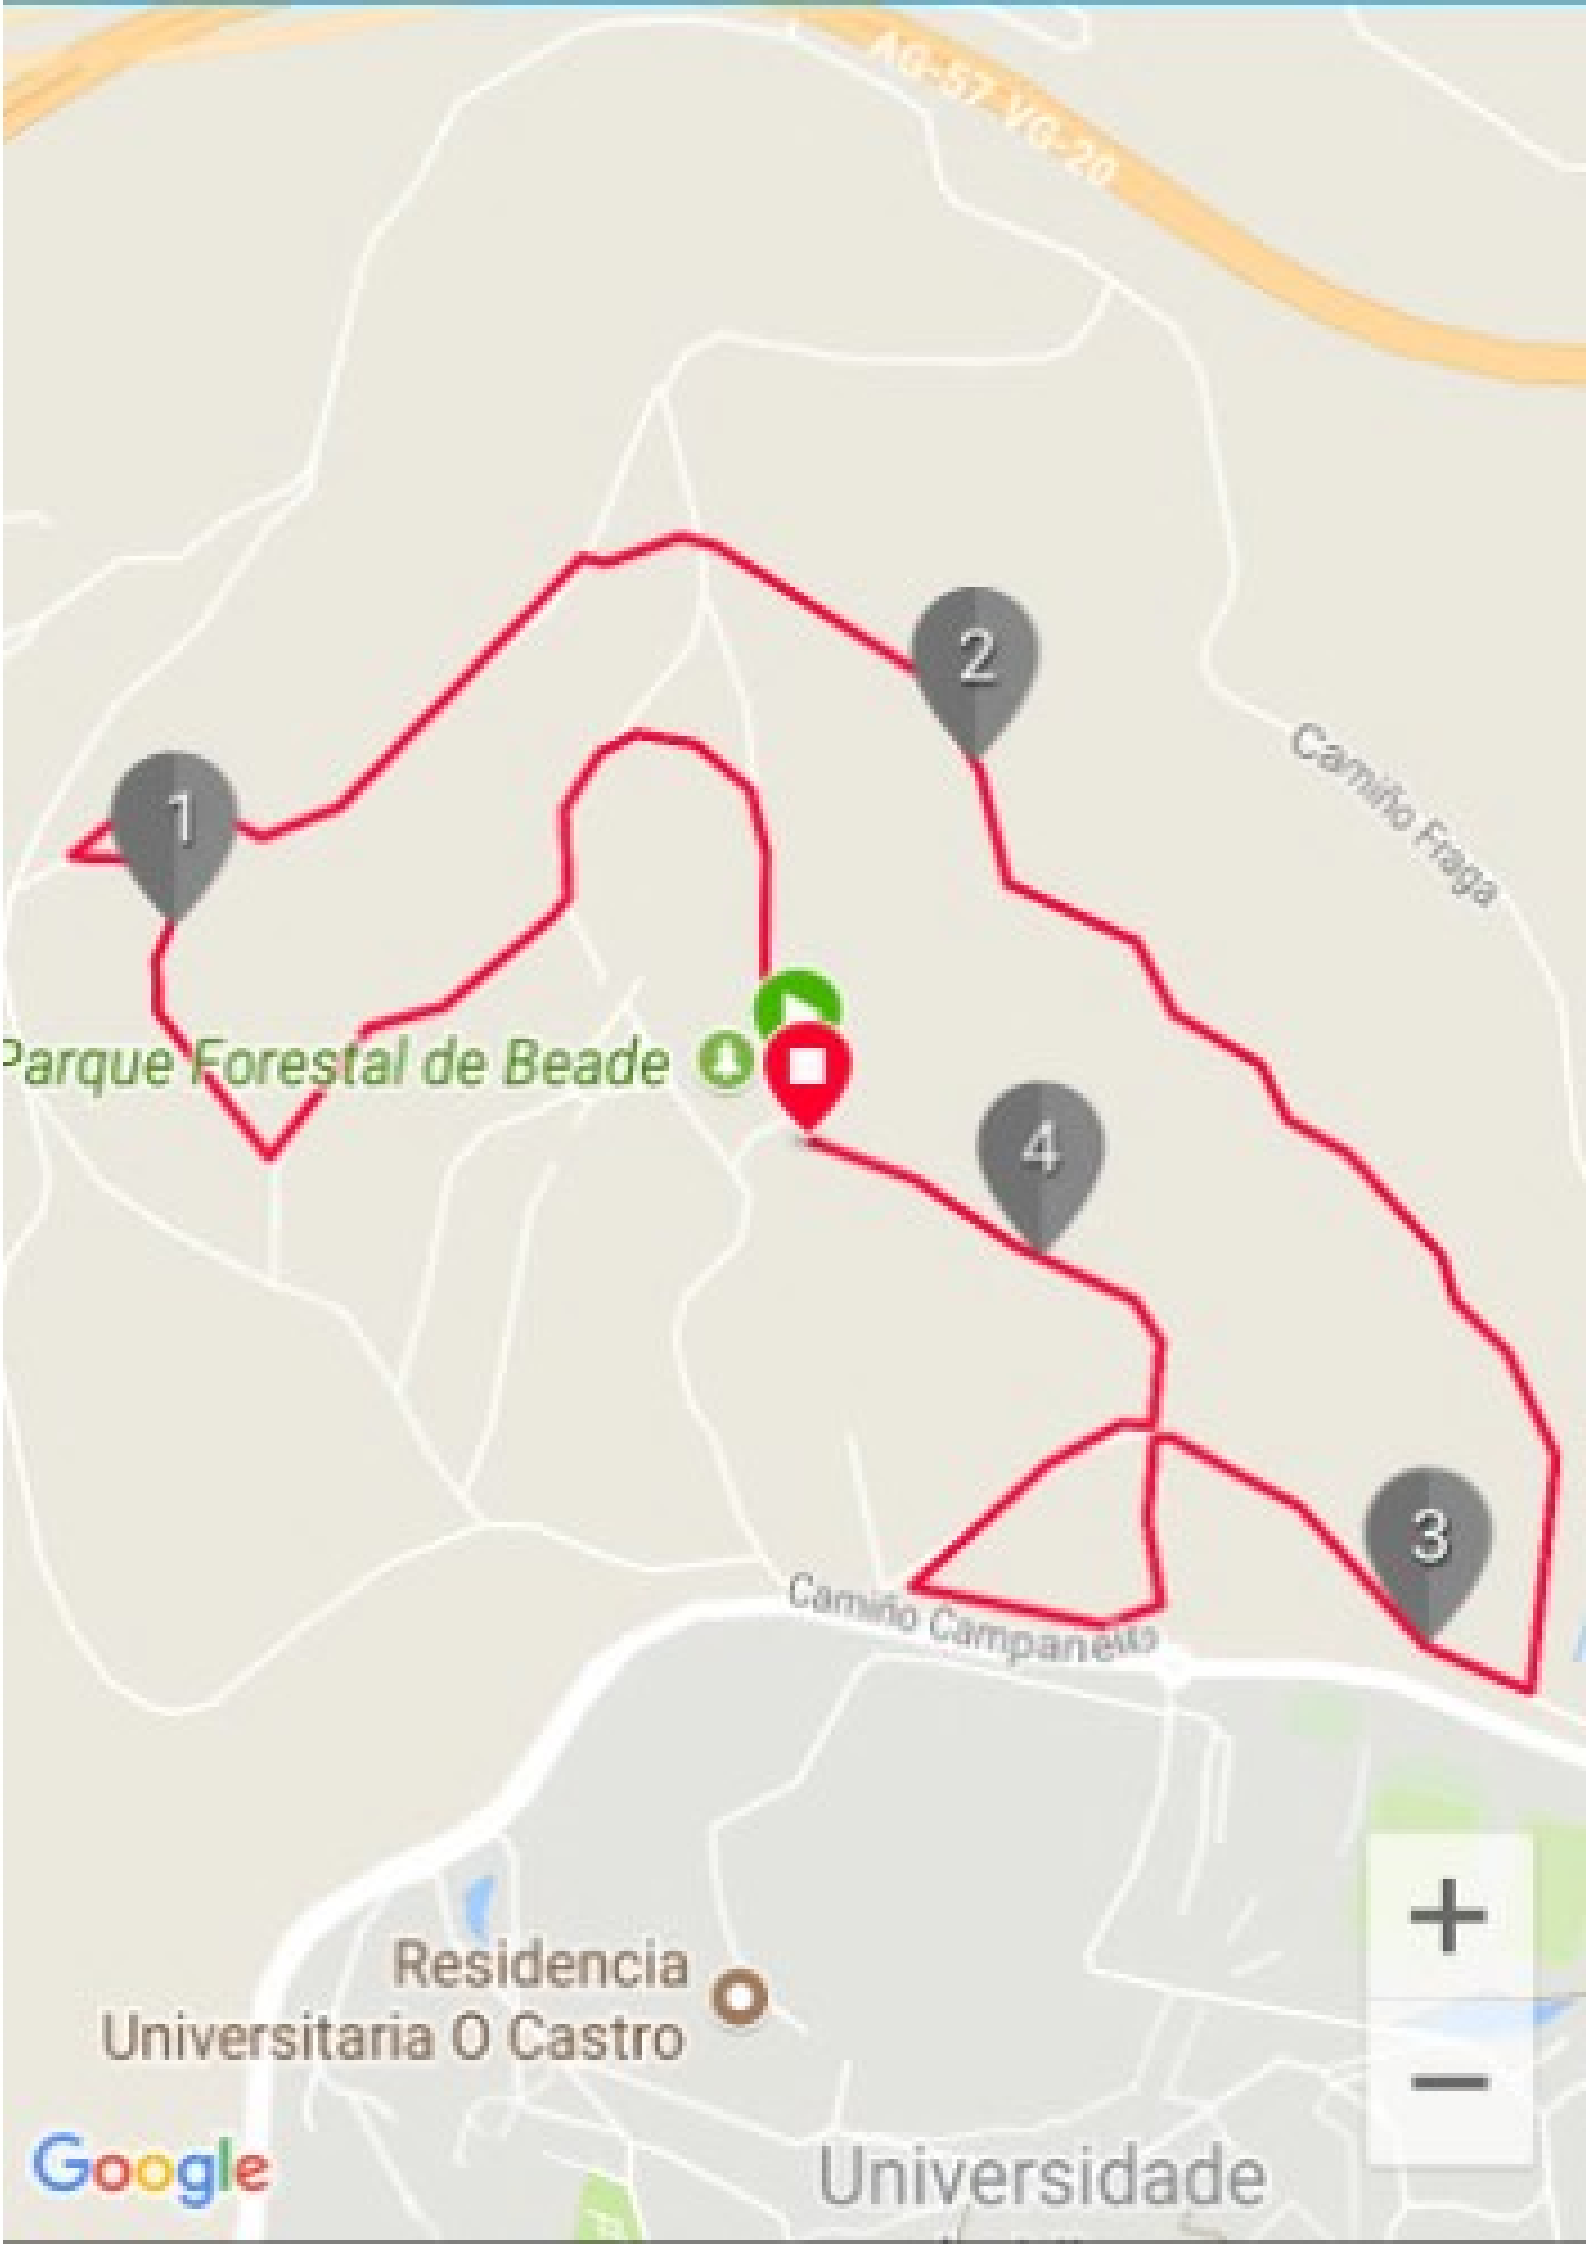 AG-57 VG-20
2
Camiño Fraga
1
Parque Forestal de Beade
4
3
Camiño Campanella
Residencia
Universitaria O Castro
Google
Universidade